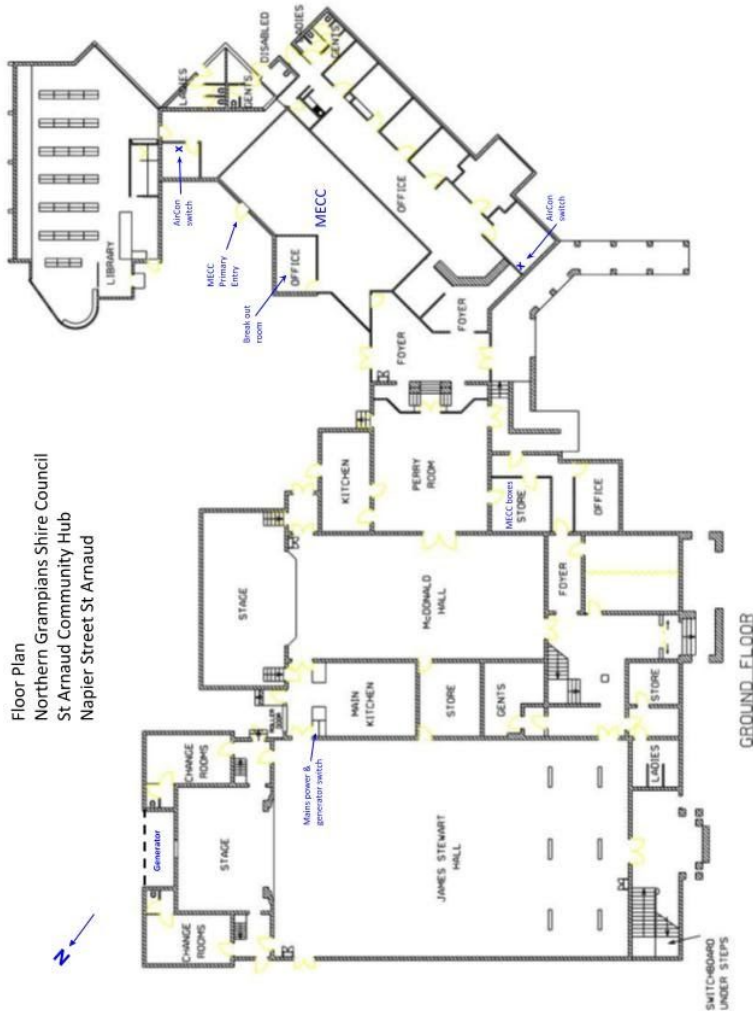 Floor Plan
Northern Grampians Shire Council
St Arnaud Community Hub
Napier Street St Arnaud
N
LADIES
GENTS
DISABLED
LADIES
GENTS
LIBRARY
AirCon
switch
MECC
Primary
Entry
OFFICE
Break out
room
MECC
OFFICE
AirCon
switch
FOYER
FOYER
KITCHEN
PERRY
ROOM
MECC boxes
STORE
OFFICE
STAGE
McDONALD
HALL
FOYER
MAIN
KITCHEN
STORE
GENTS
STORE
LADIES
ROLLER
DOOR
Mains power &
generator switch
CHANGE
ROOMS
Generator
STAGE
CHANGE
ROOMS
JAMES STEWART
HALL
SWITCHBOARD
UNDER STEPS
GROUND FLOOR
X
X